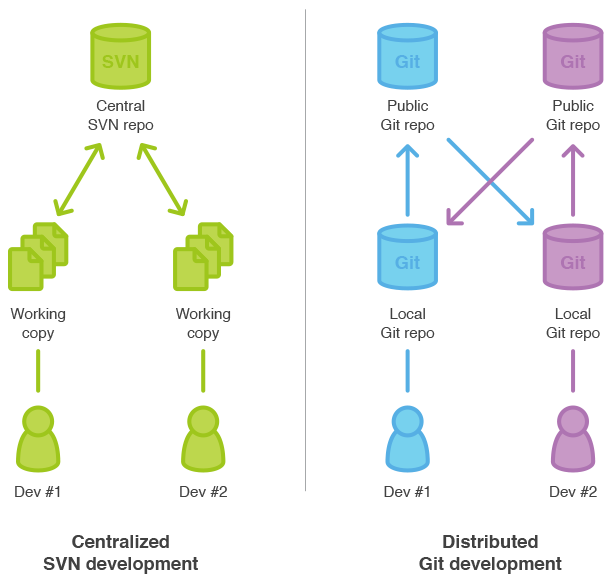 SVN
Central
SVN repo
Working
copy
Working
copy
Dev #1
Dev #2
Centralized
SVN development
Git
Git
Public
Git repo
Public
Git repo
Git
Git
Local
Git repo
Local
Git repo
Dev #1
Dev #2
Distributed
Git development